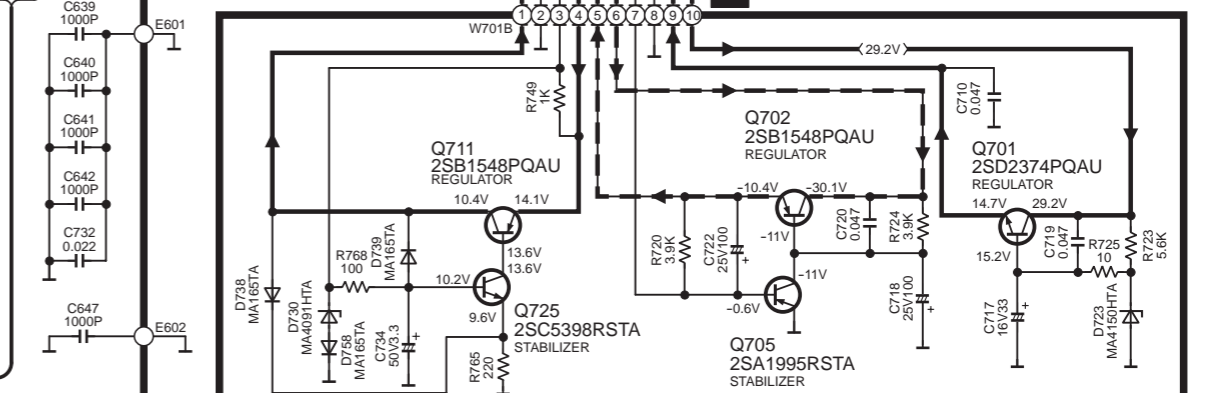 C639
1000P
E601
C640
1000P
C641
1000P
C642
1000P
C732
0.022
C647
1000P
E602
W701B
1 2 3 4 5 6 7 8 9 10
29.2V
R749
1K
C710
0.047
Q711
2SB1548PQAU
REGULATOR
10.4V
14.1V
13.6V
13.6V
10.2V
9.6V
Q702
2SB1548PQAU
REGULATOR
–10.4V
–30.1V
–11V
–11V
–0.6V
Q701
2SD2374PQAU
REGULATOR
14.7V
29.2V
15.2V
D738
MA165TA
R768
100
D739
MA165TA
D730
MA4091HTA
D758
MA165TA
C734
50V3.3
+
Q725
2SC5398RSTA
STABILIZER
R765
220
R720
3.9K
C722
25V100
+
C720
0.047
R724
3.9K
C718
25V100
+
Q705
2SA1995RSTA
STABILIZER
C719
0.047
R725
10
R723
5.6K
C717
16V33
+
D723
MA4150HTA